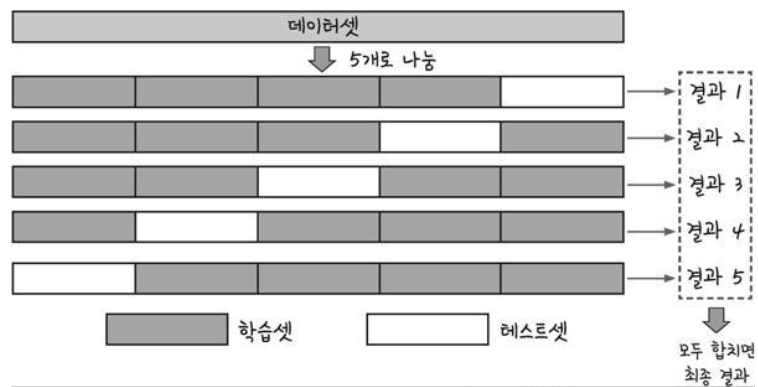 데이터셋
5개로 나눔
결과 1
결과 2
결과 3
결과 4
결과 5
학습셋
테스트셋
모두 합치면
최종 결과